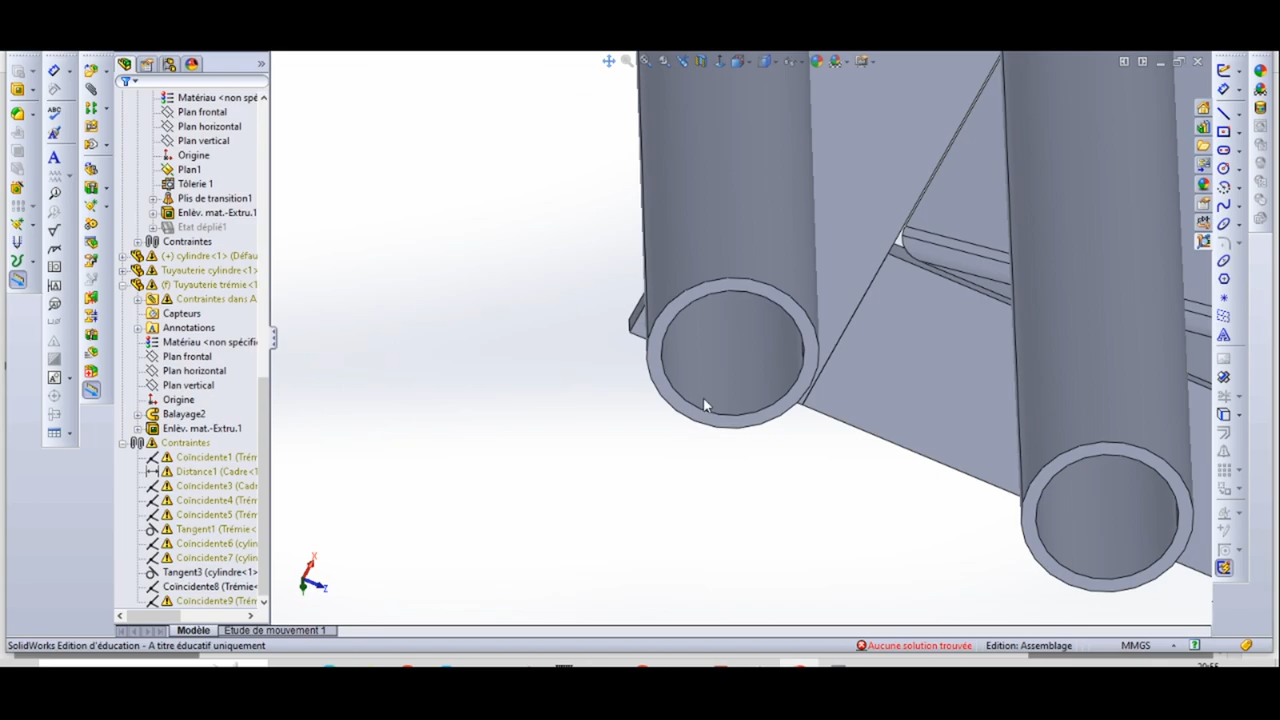 Matériau <non spé
Plan frontal
Plan horizontal
Plan vertical
Origine
Plan1
Tôlerie 1
Plis de transition1
Enlèv. mat.-Extru.1
Etat déplié1
Contraintes
(+) cylindre<1> (Défau
Tuyauterie cylindre<1>
(f) Tuyauterie trémie<1
Contraintes dans A
Capteurs
Annotations
Matériau <non spécifi
Plan frontal
Plan horizontal
Plan vertical
Origine
Balayage2
Enlèv. mat.-Extru.1
Contraintes
Coïncidente1 (Trém
Distance1 (Cadre<1
Coïncidente3 (Cadr
Coïncidente4 (Trém
Coïncidente5 (Trém
Tangent1 (Trémie<
Coïncidente6 (cylin
Coïncidente7 (cylin
Tangent3 (cylindre<1>
Coïncidente8 (Trémie<
Coïncidente9 (Trém
Modèle
Etude de mouvement 1
SolidWorks Edition d'éducation - A titre éducatif uniquement
Aucune solution trouvée
Edition: Assemblage
MMGS